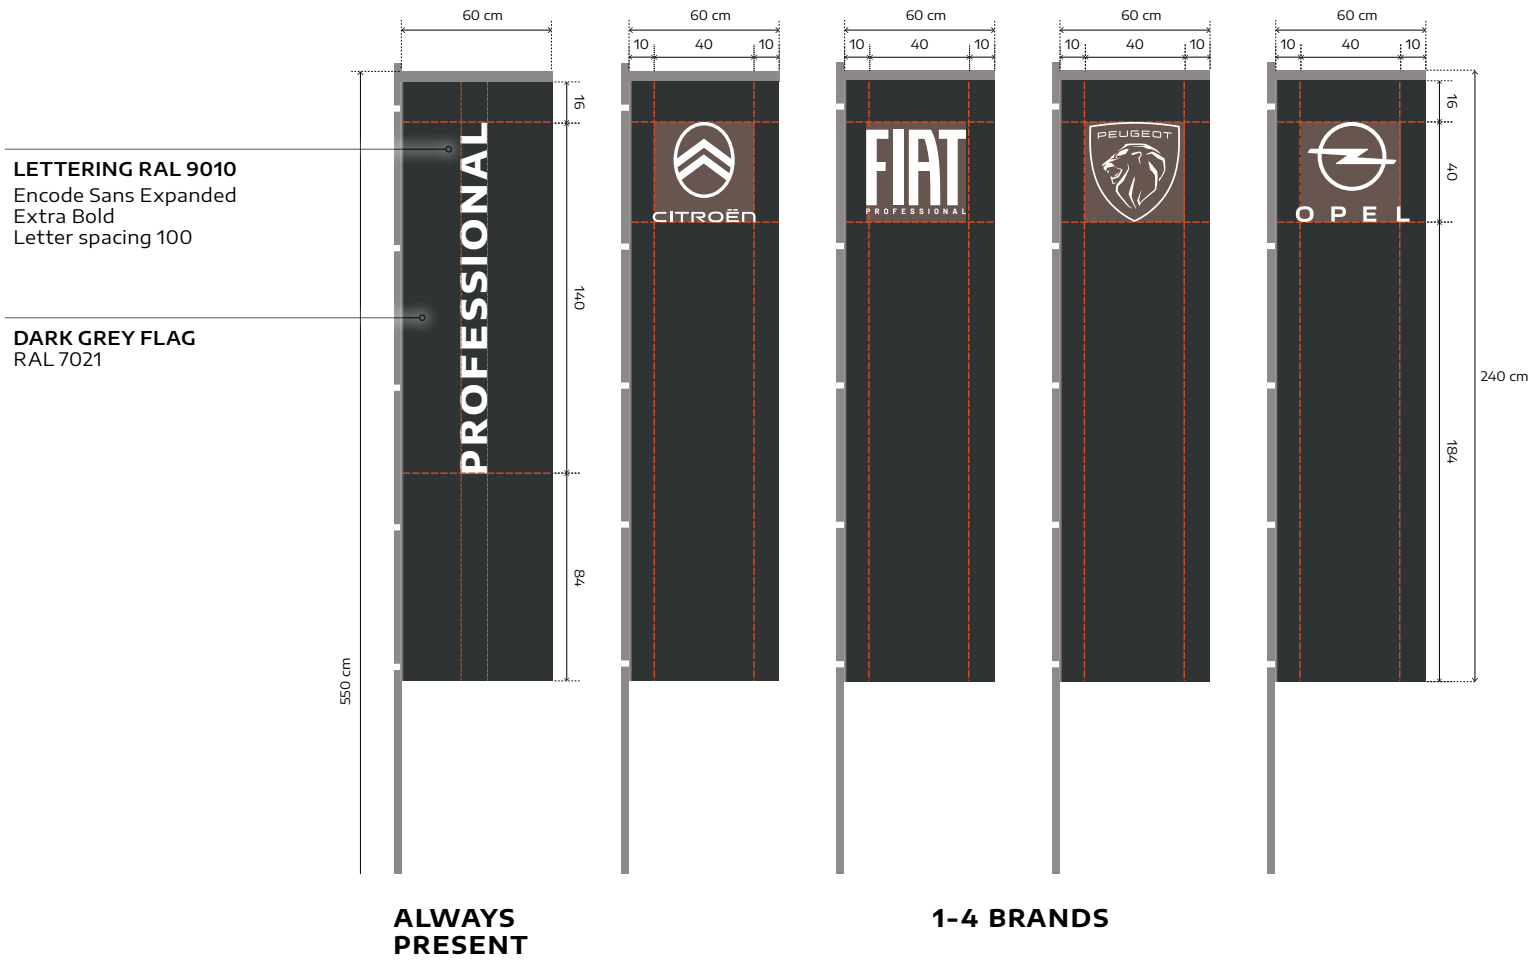 60 cm
60 cm
60 cm
60 cm
60 cm
10 40 10
10 40 10
10 40 10
10 40 10
16
16
LETTERING RAL 9010
Encode Sans Expanded
Extra Bold
Letter spacing 100
PROFESSIONAL
CITROËN
FIAT
PROFESSIONAL
PEUGEOT
OPEL
40
140
DARK GREY FLAG
RAL 7021
240 cm
184
84
550 cm
ALWAYS
PRESENT
1-4 BRANDS